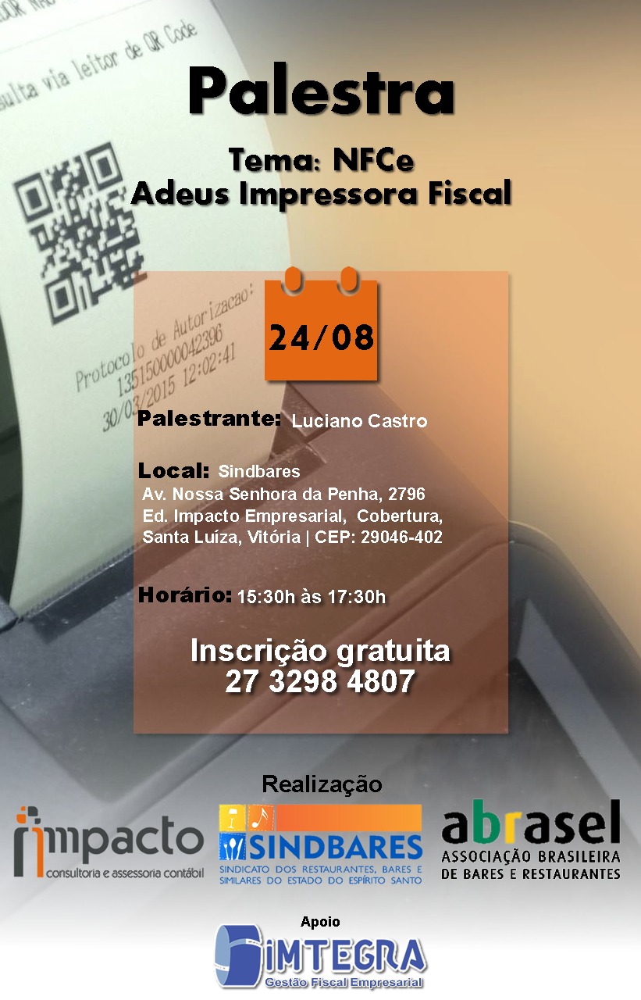 sulta via leitor de QR Code
Palestra
Tema: NFCe
Adeus Impressora Fiscal
Protocolo de Autorizacao:
135150000042396
30/03/2015 12:02:41
24/08
Palestrante: Luciano Castro
Local: Sindbares
Av. Nossa Senhora da Penha, 2796
Ed. Impacto Empresarial, Cobertura,
Santa Luíza, Vitória | CEP: 29046-402
Horário: 15:30h às 17:30h
Inscrição gratuita
27 3298 4807
Realização
impacto
consultoria e assessoria contábil
SINDBARES
SINDICATO DOS RESTAURANTES, BARES E
SIMILARES DO ESTADO DO ESPÍRITO SANTO
abrasel
ASSOCIAÇÃO BRASILEIRA
DE BARES E RESTAURANTES
Apoio
iMTEGRA
Gestão Fiscal Empresarial